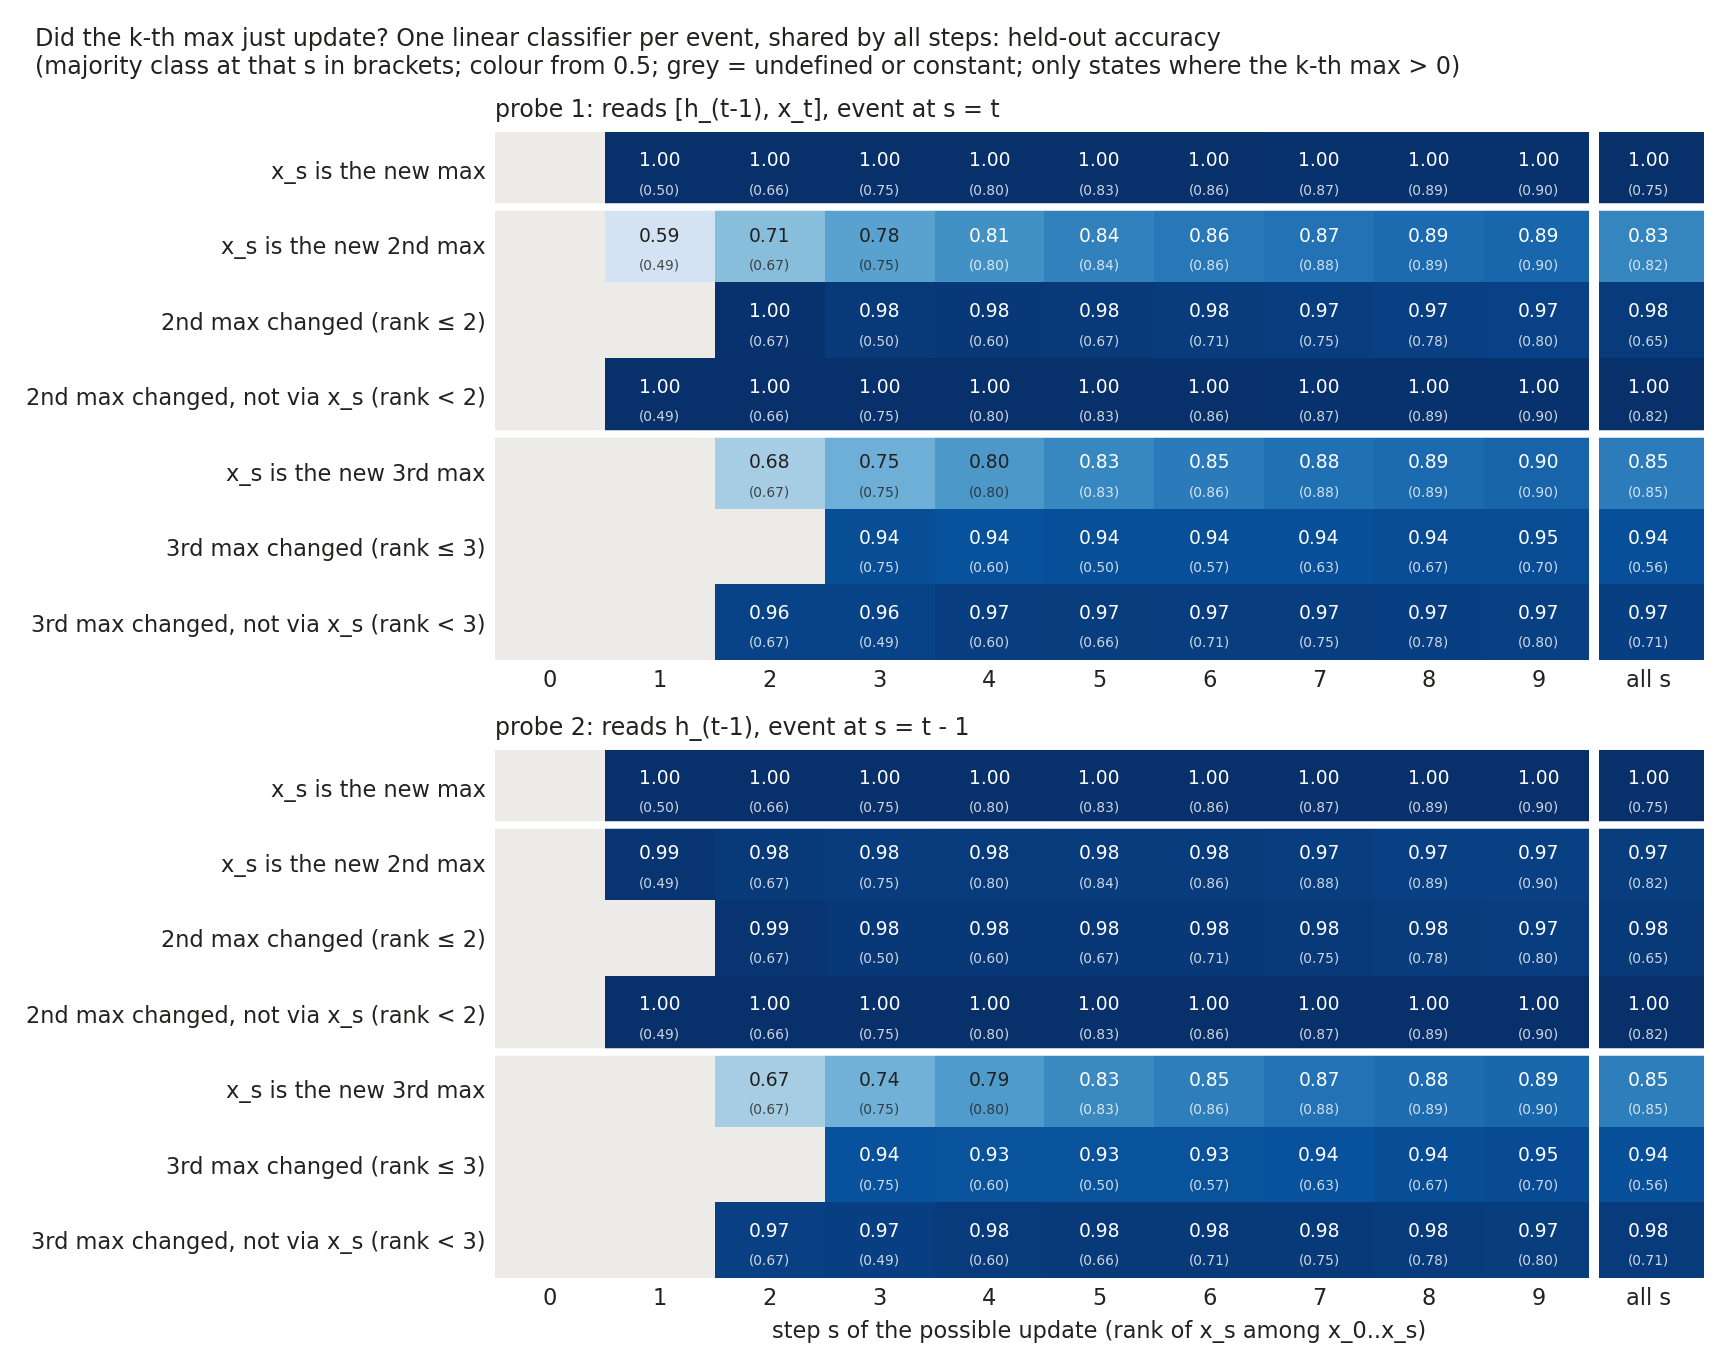 Did the k-th max just update? One linear classifier per event, shared by all steps: held-out accuracy
(majority class at that s in brackets; colour from 0.5; grey = undefined or constant; only states where the k-th max > 0)
probe 1: reads [h_(t-1), x_t], event at s = t
x_s is the new max
1.00 1.00 1.00 1.00 1.00 1.00 1.00 1.00 1.00 1.00
(0.50) (0.66) (0.75) (0.80) (0.83) (0.86) (0.87) (0.89) (0.90) (0.75)
x_s is the new 2nd max
0.59 0.71 0.78 0.81 0.84 0.86 0.87 0.89 0.89 0.83
(0.49) (0.67) (0.75) (0.80) (0.84) (0.86) (0.88) (0.89) (0.90) (0.82)
2nd max changed (rank ≤ 2)
1.00 0.98 0.98 0.98 0.98 0.97 0.97 0.97 0.98
(0.67) (0.50) (0.60) (0.67) (0.71) (0.75) (0.78) (0.80) (0.65)
2nd max changed, not via x_s (rank < 2)
1.00 1.00 1.00 1.00 1.00 1.00 1.00 1.00 1.00 1.00
(0.49) (0.66) (0.75) (0.80) (0.83) (0.86) (0.87) (0.89) (0.90) (0.82)
x_s is the new 3rd max
0.68 0.75 0.80 0.83 0.85 0.88 0.89 0.90 0.85
(0.67) (0.75) (0.80) (0.83) (0.86) (0.88) (0.89) (0.90) (0.85)
3rd max changed (rank ≤ 3)
0.94 0.94 0.94 0.94 0.94 0.94 0.95 0.94
(0.75) (0.60) (0.50) (0.57) (0.63) (0.67) (0.70) (0.56)
3rd max changed, not via x_s (rank < 3)
0.96 0.96 0.97 0.97 0.97 0.97 0.97 0.97 0.97
(0.67) (0.49) (0.60) (0.66) (0.71) (0.75) (0.78) (0.80) (0.71)
0 1 2 3 4 5 6 7 8 9 all s
probe 2: reads h_(t-1), event at s = t - 1
x_s is the new max
1.00 1.00 1.00 1.00 1.00 1.00 1.00 1.00 1.00 1.00
(0.50) (0.66) (0.75) (0.80) (0.83) (0.86) (0.87) (0.89) (0.90) (0.75)
x_s is the new 2nd max
0.99 0.98 0.98 0.98 0.98 0.98 0.97 0.97 0.97 0.97
(0.49) (0.67) (0.75) (0.80) (0.84) (0.86) (0.88) (0.89) (0.90) (0.82)
2nd max changed (rank ≤ 2)
0.99 0.98 0.98 0.98 0.98 0.98 0.98 0.97 0.98
(0.67) (0.50) (0.60) (0.67) (0.71) (0.75) (0.78) (0.80) (0.65)
2nd max changed, not via x_s (rank < 2)
1.00 1.00 1.00 1.00 1.00 1.00 1.00 1.00 1.00 1.00
(0.49) (0.66) (0.75) (0.80) (0.83) (0.86) (0.87) (0.89) (0.90) (0.82)
x_s is the new 3rd max
0.67 0.74 0.79 0.83 0.85 0.87 0.88 0.89 0.85
(0.67) (0.75) (0.80) (0.83) (0.86) (0.88) (0.89) (0.90) (0.85)
3rd max changed (rank ≤ 3)
0.94 0.93 0.93 0.93 0.94 0.94 0.95 0.94
(0.75) (0.60) (0.50) (0.57) (0.63) (0.67) (0.70) (0.56)
3rd max changed, not via x_s (rank < 3)
0.97 0.97 0.98 0.98 0.98 0.98 0.98 0.97 0.98
(0.67) (0.49) (0.60) (0.66) (0.71) (0.75) (0.78) (0.80) (0.71)
0 1 2 3 4 5 6 7 8 9 all s
step s of the possible update (rank of x_s among x_0..x_s)